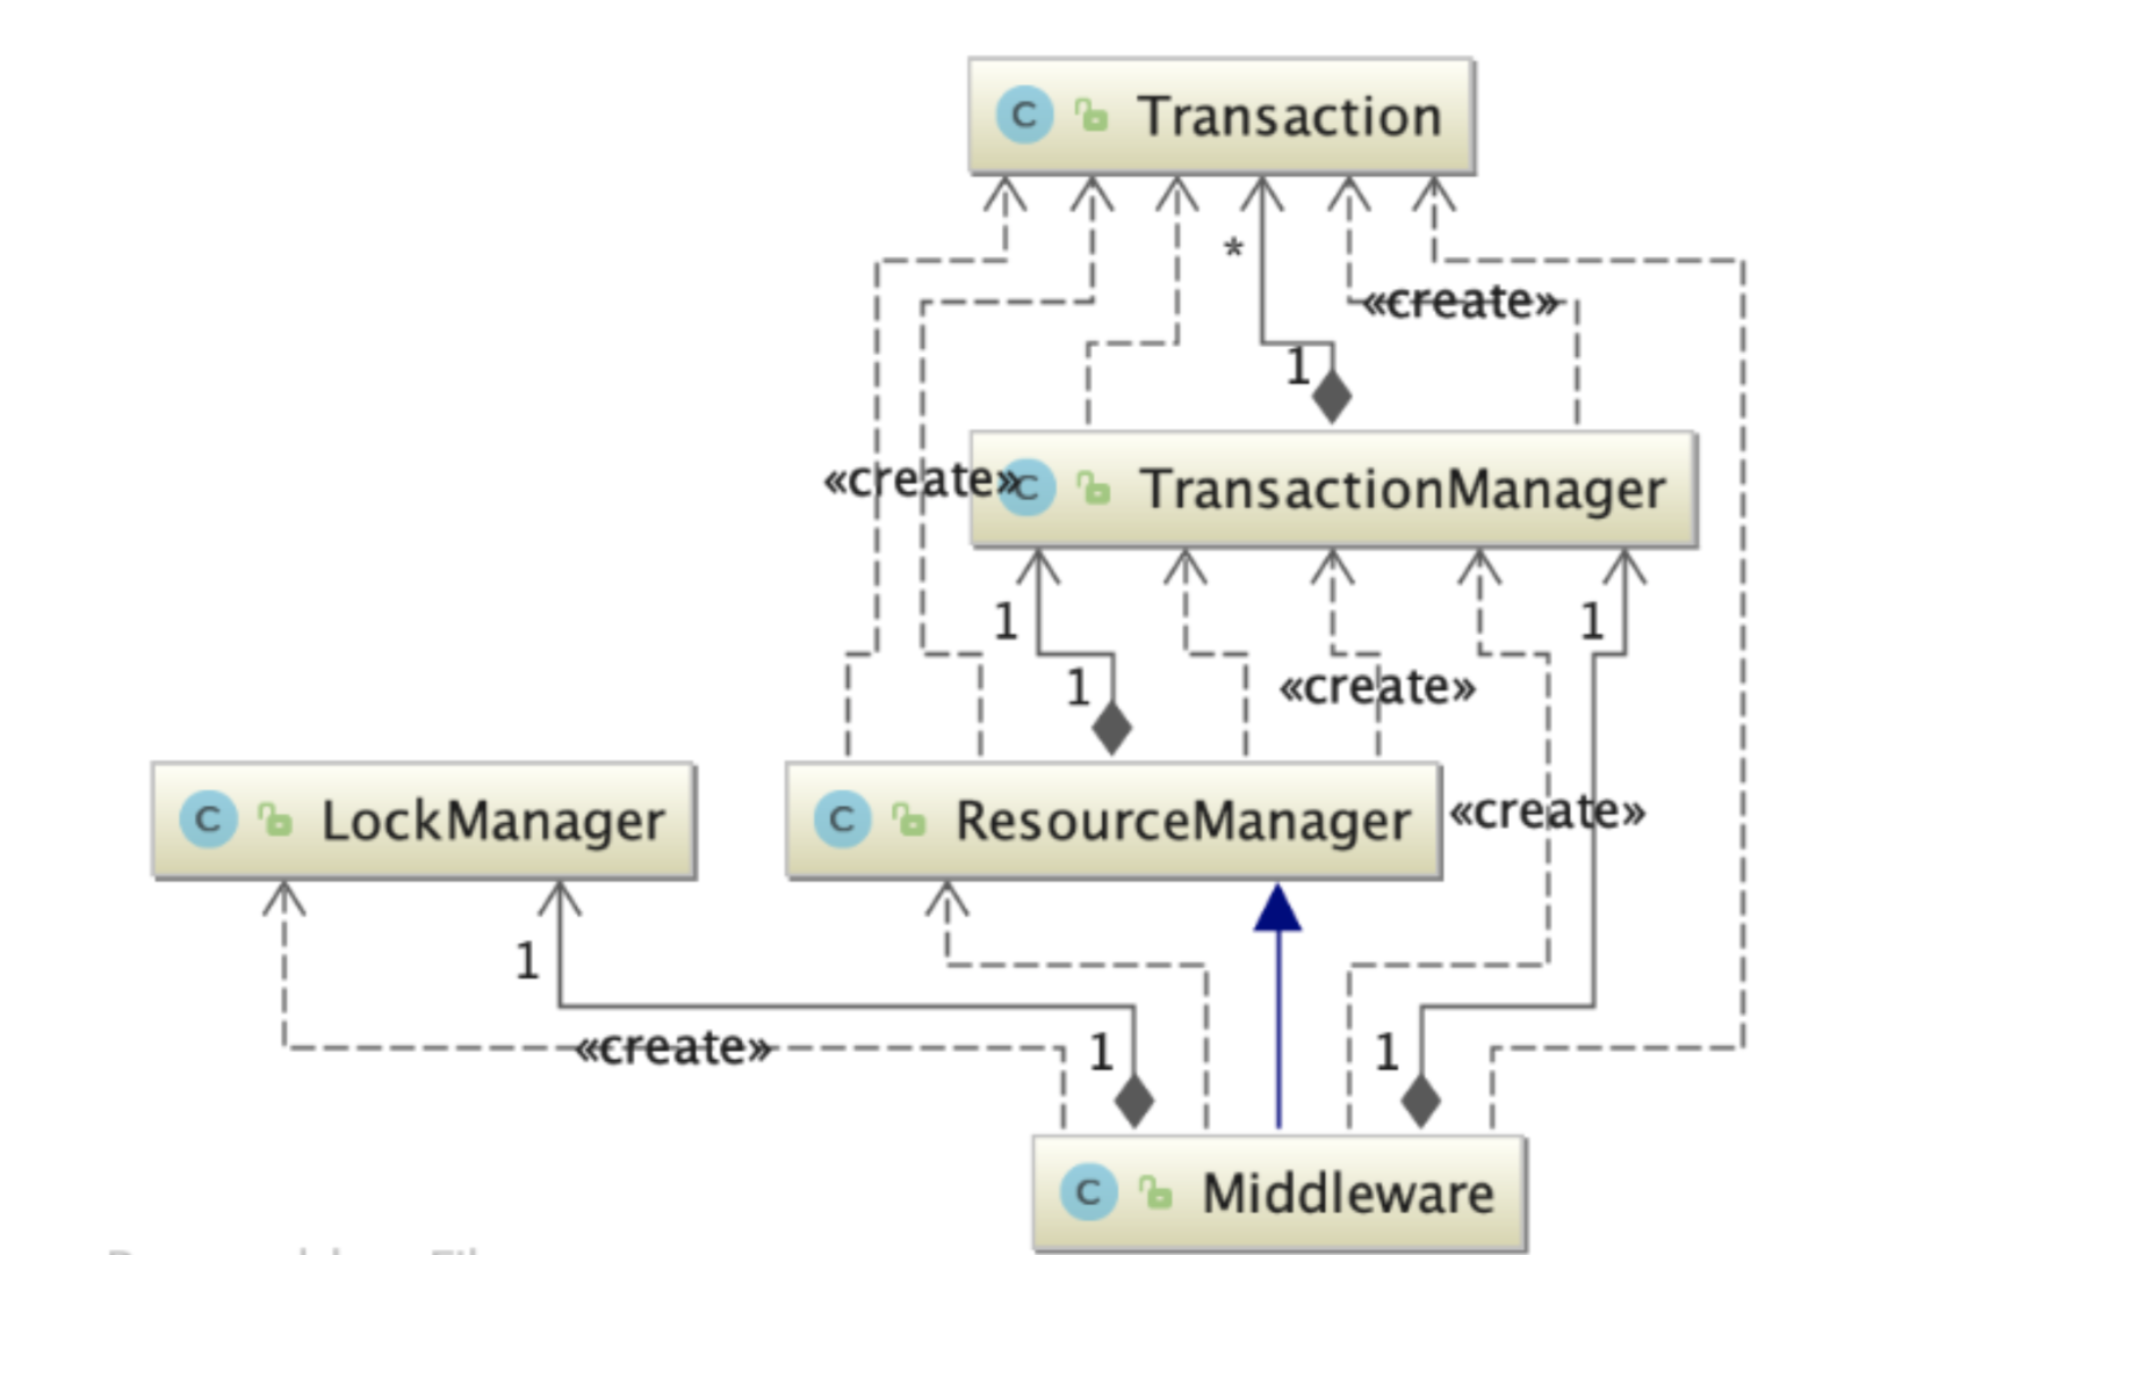 C Transaction
*
«create»
1
«create»
C TransactionManager
1
1
1
«create»
C LockManager
C ResourceManager
«create»
1
«create»
1
1
C Middleware